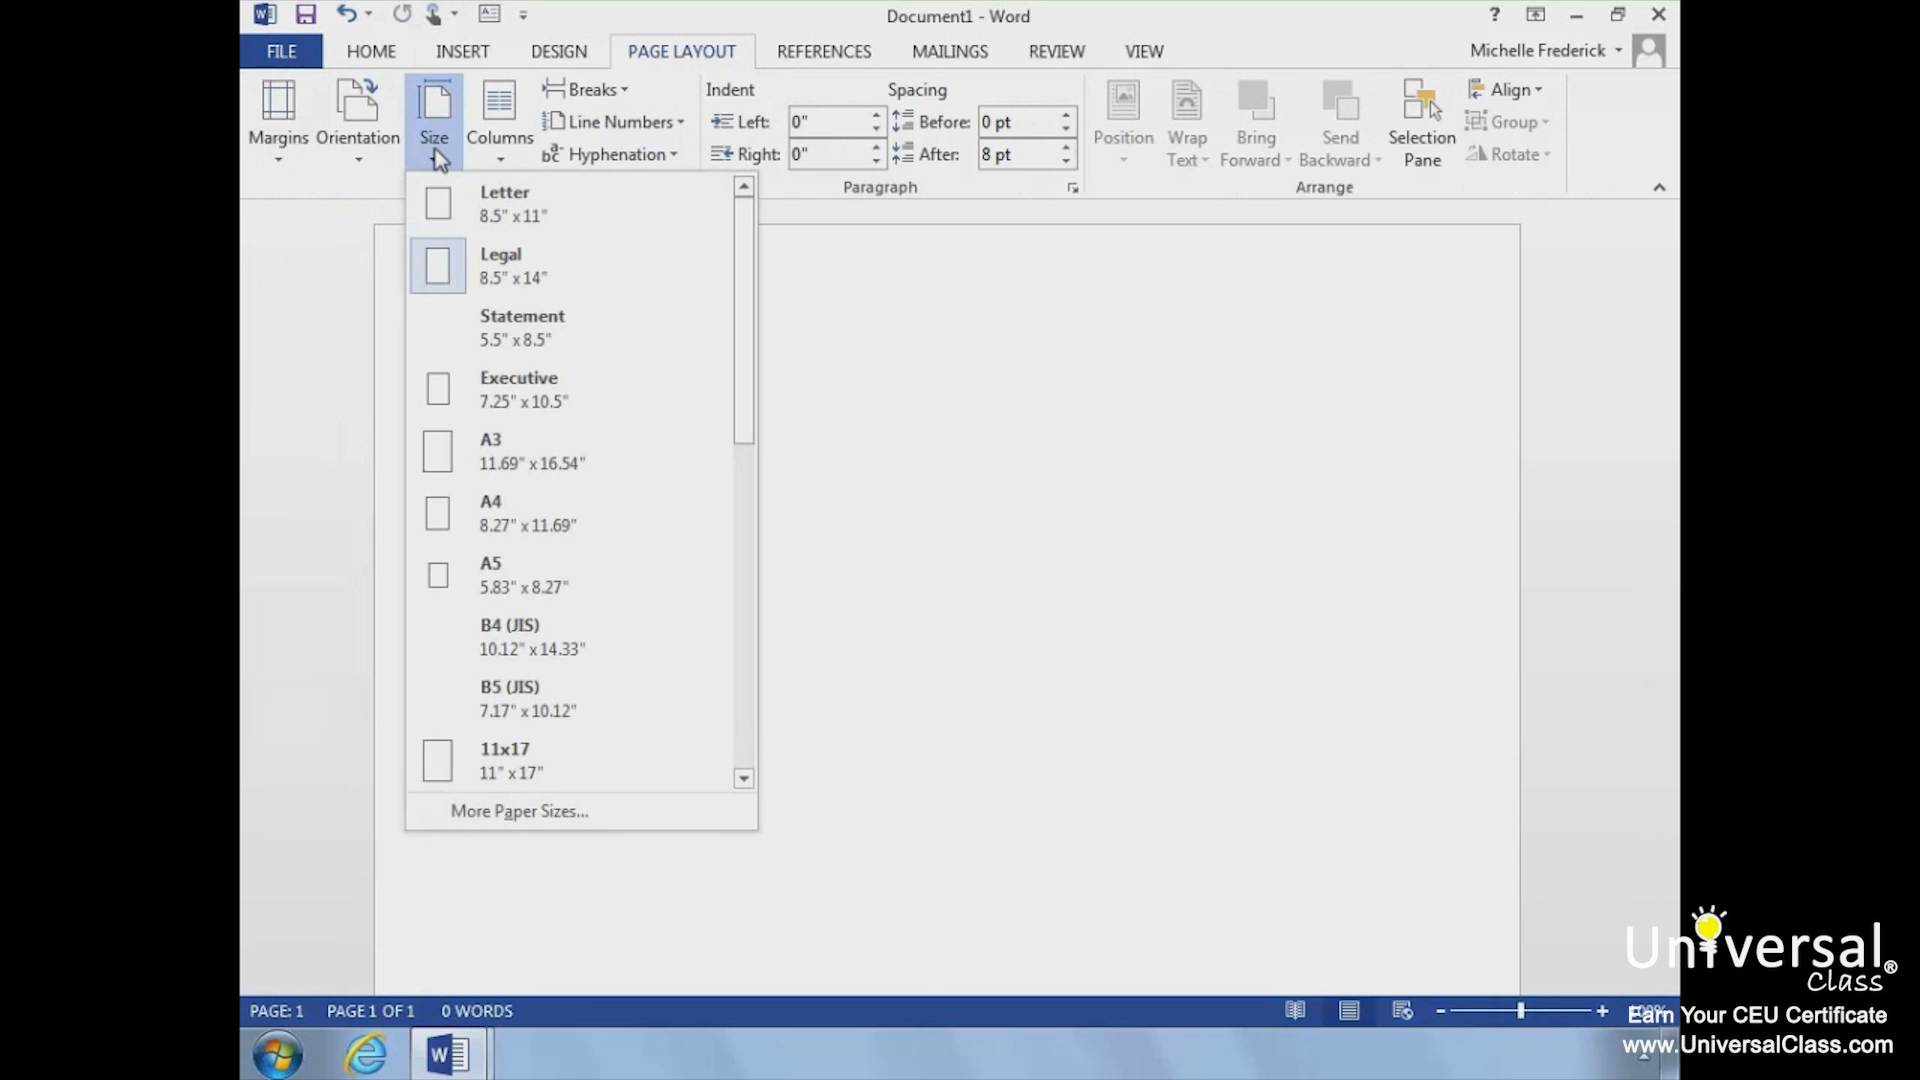 Document1 - Word
?
FILE HOME INSERT DESIGN PAGE LAYOUT REFERENCES MAILINGS REVIEW VIEW Michelle Frederick
Margins Orientation Size Columns
Breaks
Line Numbers
Hyphenation
Indent Spacing
Left: 0" Before: 0 pt
Right: 0" After: 8 pt
Paragraph
Position Wrap Text Bring Forward Send Backward Selection Pane
Align
Group
Rotate
Arrange
Letter
8.5" x 11"
Legal
8.5" x 14"
Statement
5.5" x 8.5"
Executive
7.25" x 10.5"
A3
11.69" x 16.54"
A4
8.27" x 11.69"
A5
5.83" x 8.27"
B4 (JIS)
10.12" x 14.33"
B5 (JIS)
7.17" x 10.12"
11x17
11" x 17"
More Paper Sizes...
PAGE: 1 PAGE 1 OF 1 0 WORDS
Universal
Class®
Earn Your CEU Certificate
www.UniversalClass.com